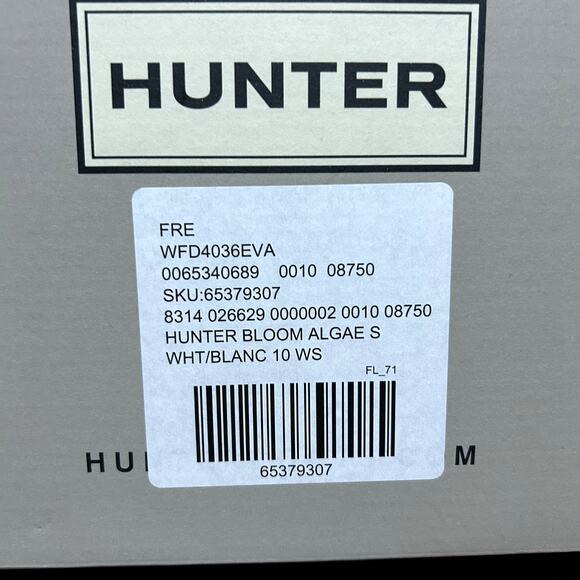 HUNTER
FRE
WFD4036EVA
0065340689 0010 08750
SKU:65379307
8314 026629 0000002 0010 08750
HUNTER BLOOM ALGAE S
WHT/BLANC 10 WS
FL_71
65379307